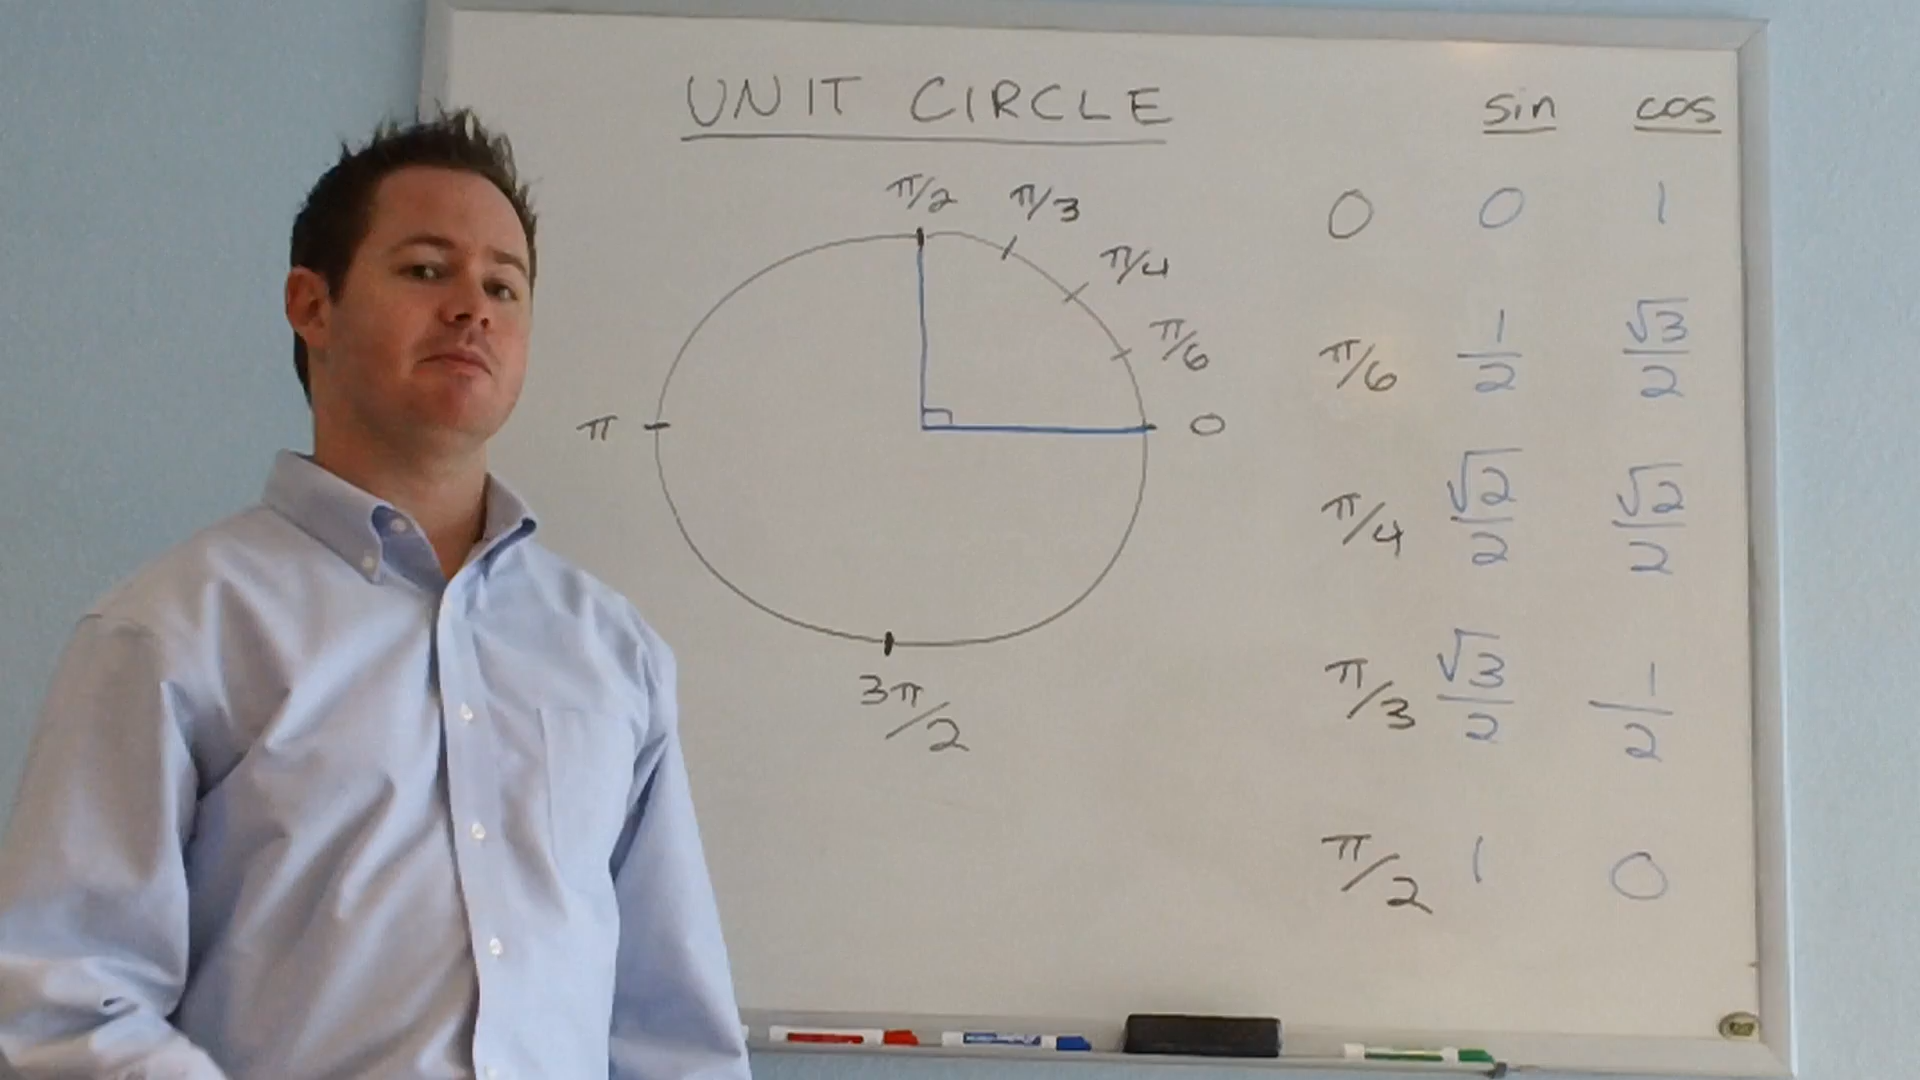 UNIT CIRCLE
sin cos
π/2 π/3
π/4
π/6
π 0
3π/2
0 0 1
π/6 1/2 √3/2
π/4 √2/2 √2/2
π/3 √3/2 1/2
π/2 1 0